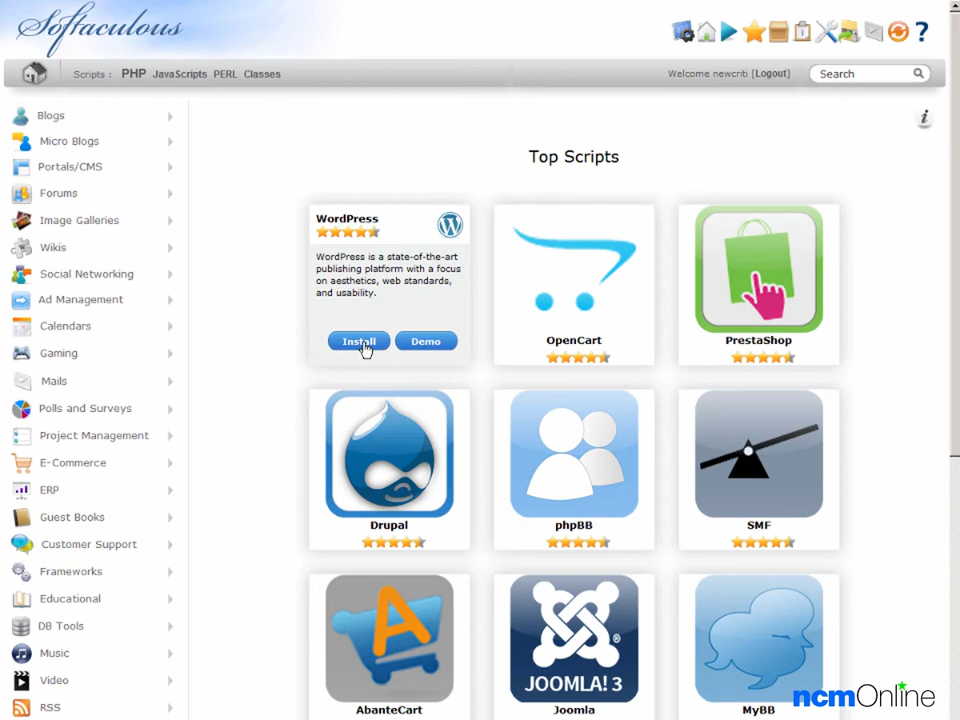 Softaculous
?
Scripts : PHP JavaScripts PERL Classes
Welcome newcriti [Logout]
Search
i
Blogs
Micro Blogs
Portals/CMS
Forums
Image Galleries
Wikis
Social Networking
Ad Management
Calendars
Gaming
Mails
Polls and Surveys
Project Management
E-Commerce
ERP
Guest Books
Customer Support
Frameworks
Educational
DB Tools
Music
Video
RSS
Top Scripts
WordPress
W
WordPress is a state-of-the-art
publishing platform with a focus
on aesthetics, web standards,
and usability.
Install
Demo
OpenCart
PrestaShop
Drupal
phpBB
SMF
A
AbanteCart
JOOMLA! 3
Joomla
MyBB
ncmOnline